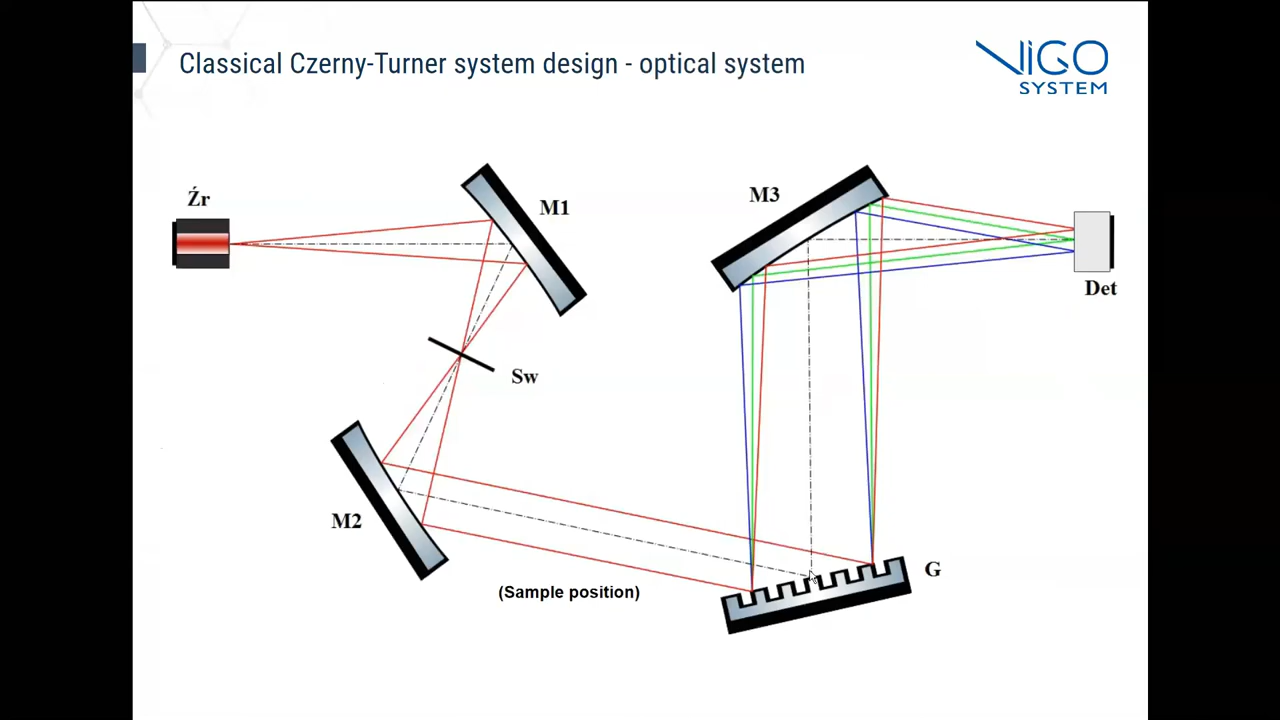 Classical Czerny-Turner system design - optical system
VIGO
SYSTEM
Źr
M1
M3
Det
Sw
M2
(Sample position)
G